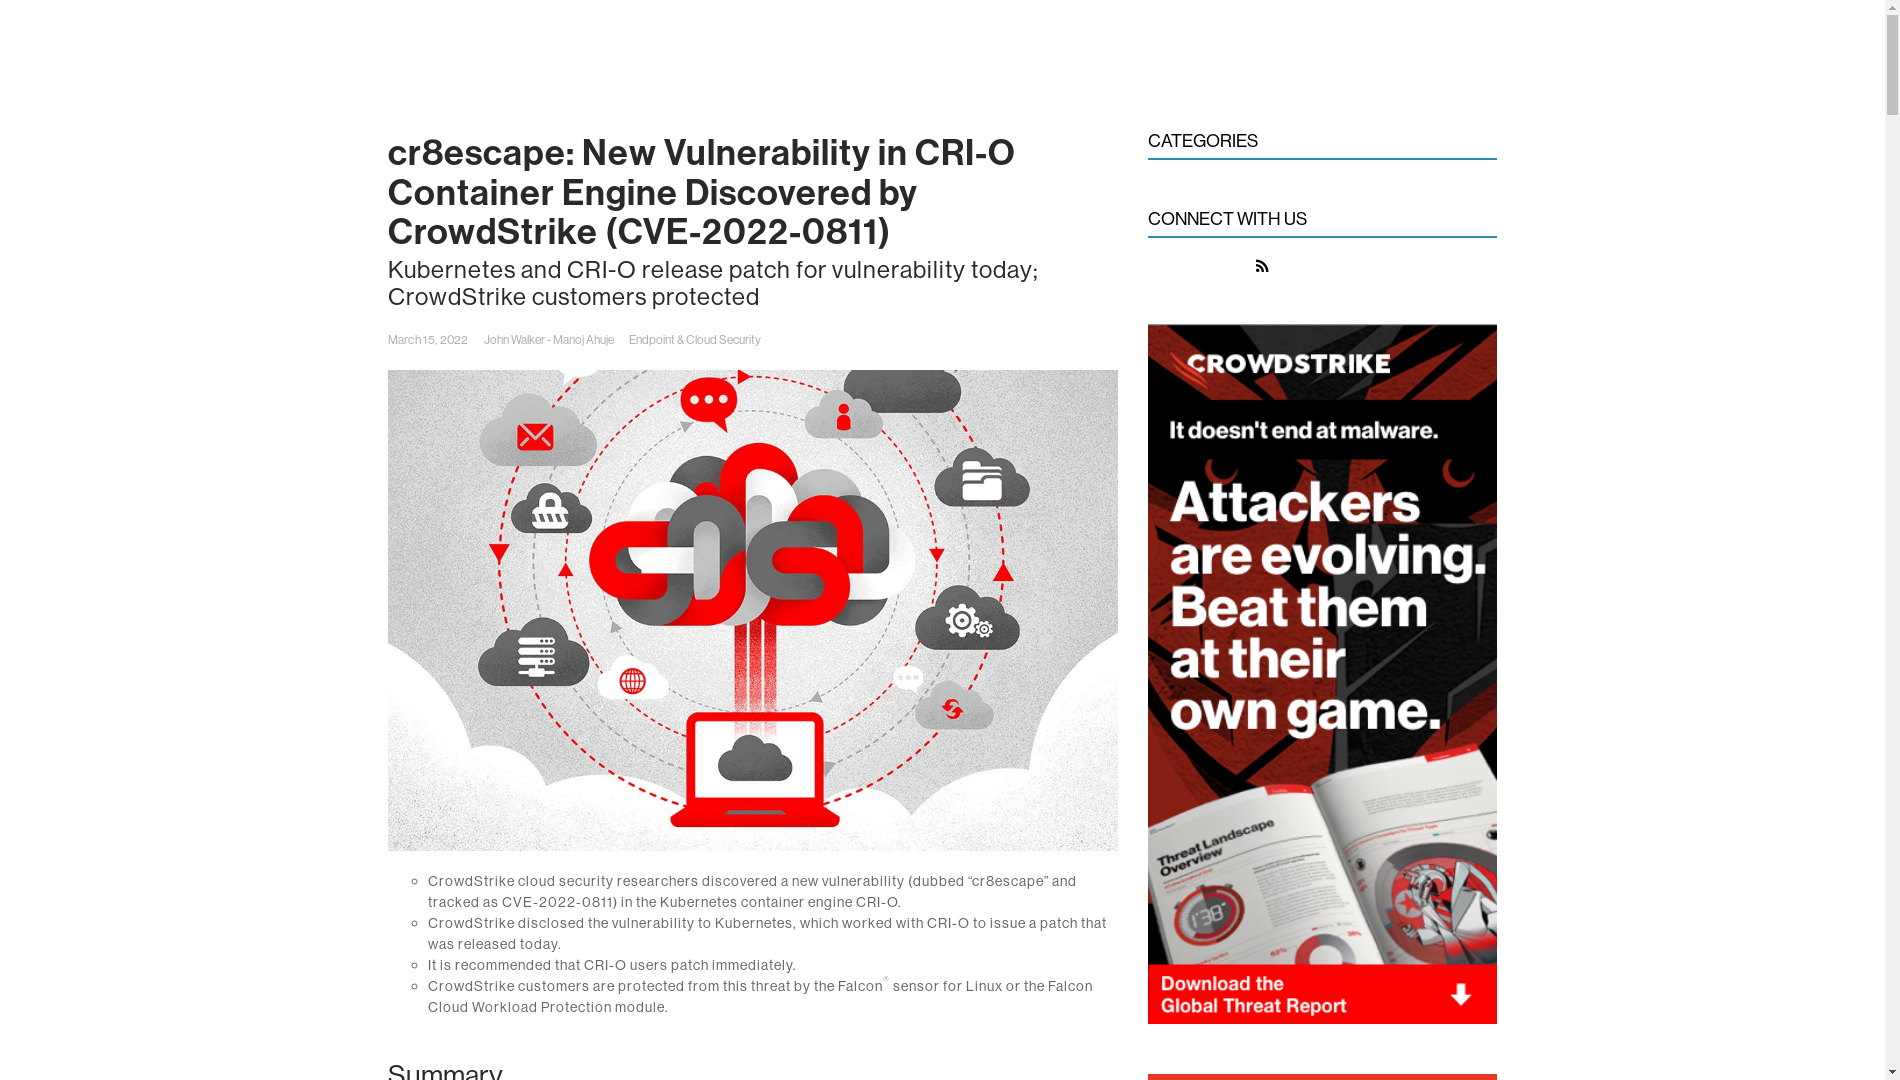 cr8escape: New Vulnerability in CRI-O
Container Engine Discovered by
CrowdStrike (CVE-2022-0811)
Kubernetes and CRI-O release patch for vulnerability today;
CrowdStrike customers protected
March 15, 2022 John Walker - Manoj Ahuje Endpoint & Cloud Security
CrowdStrike cloud security researchers discovered a new vulnerability (dubbed “cr8escape” and
tracked as CVE-2022-0811) in the Kubernetes container engine CRI-O.
CrowdStrike disclosed the vulnerability to Kubernetes, which worked with CRI-O to issue a patch that
was released today.
It is recommended that CRI-O users patch immediately.
CrowdStrike customers are protected from this threat by the Falcon® sensor for Linux or the Falcon
Cloud Workload Protection module.
Summary
CATEGORIES
CONNECT WITH US
CROWDSTRIKE
It doesn't end at malware.
Attackers
are evolving.
Beat them
at their
own game.
Threat Landscape
Overview
1:38
Download the
Global Threat Report